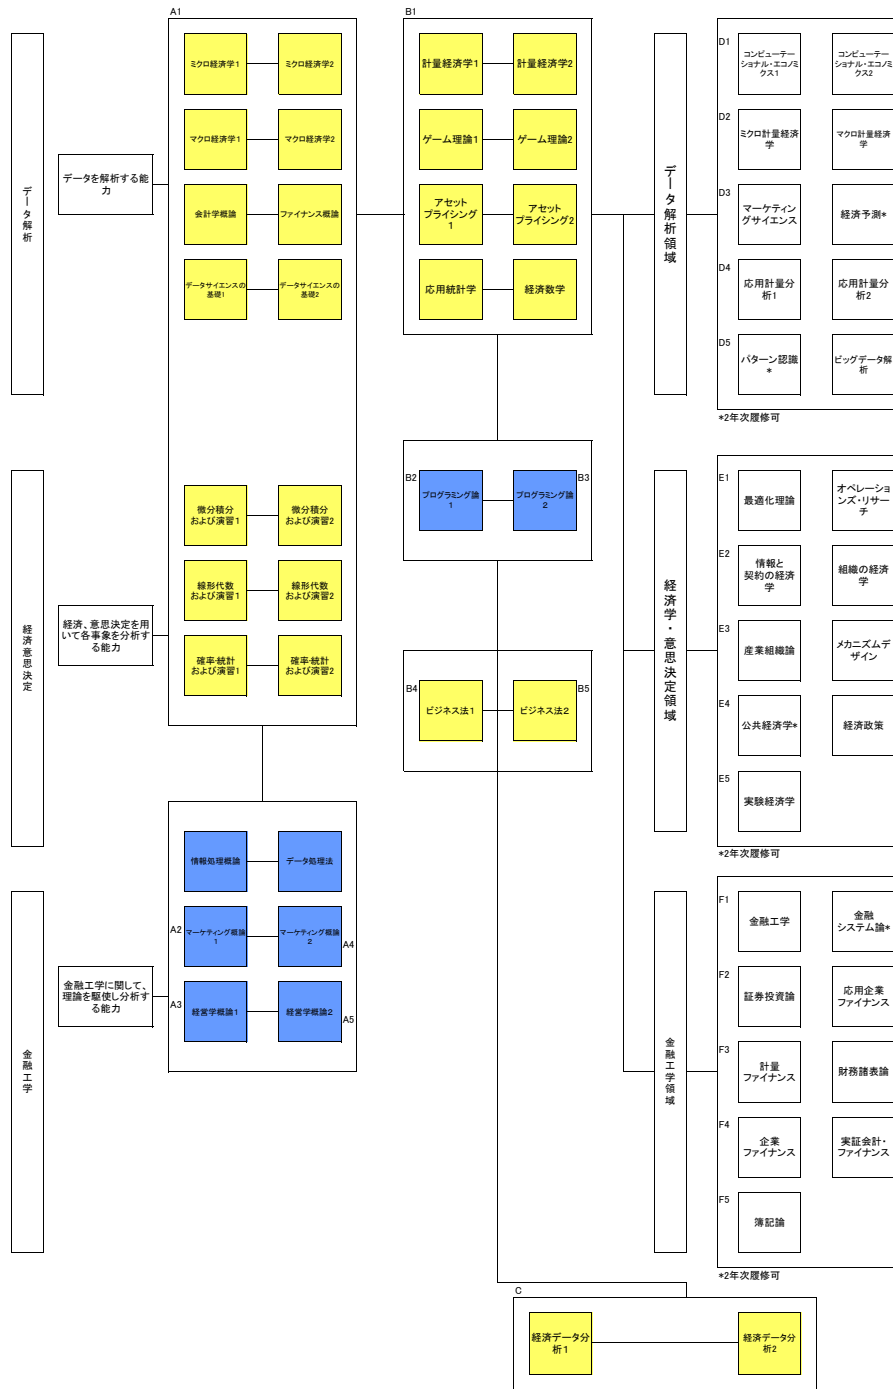 A1
ミクロ経済学1
ミクロ経済学2
マクロ経済学1
マクロ経済学2
会計学概論
ファイナンス概論
データサイエンスの
基礎1
データサイエンスの
基礎2
微分積分
および演習1
微分積分
および演習2
線形代数
および演習1
線形代数
および演習2
確率・統計
および演習1
確率・統計
および演習2
データ解析
データを解析する能
力
経済意思決定
経済、意思決定を用
いて各事象を分析す
る能力
金融工学
金融工学に関して、
理論を駆使し分析す
る能力
情報処理概論
データ処理法
A2
マーケティング概論
1
マーケティング概論
2
A4
A3
経営学概論1
経営学概論2
A5
B1
計量経済学1
計量経済学2
ゲーム理論1
ゲーム理論2
アセット
プライシング
1
アセット
プライシング2
応用統計学
経済数学
B2
プログラミング論
1
プログラミング論
2
B3
B4
ビジネス法1
ビジネス法2
B5
データ解析領域
D1
コンピューテー
ショナル・エコノミ
クス1
コンピューテー
ショナル・エコノミ
クス2
D2
ミクロ計量経済
学
マクロ計量経済
学
D3
マーケティン
グサイエンス
経済予測*
D4
応用計量分
析1
応用計量分
析2
D5
パターン認識
*
ビッグデータ解
析
*2年次履修可
経済学・意思決定領域
E1
最適化理論
オペレーショ
ンズ・リサー
チ
E2
情報と
契約の経済
学
組織の経済
学
E3
産業組織論
メカニズムデ
ザイン
E4
公共経済学*
経済政策
E5
実験経済学
*2年次履修可
金融工学領域
F1
金融工学
金融
システム論*
F2
証券投資論
応用企業
ファイナンス
F3
計量
ファイナンス
財務諸表論
F4
企業
ファイナンス
実証会計・
ファイナンス
F5
簿記論
*2年次履修可
C
経済データ分
析1
経済データ分
析2